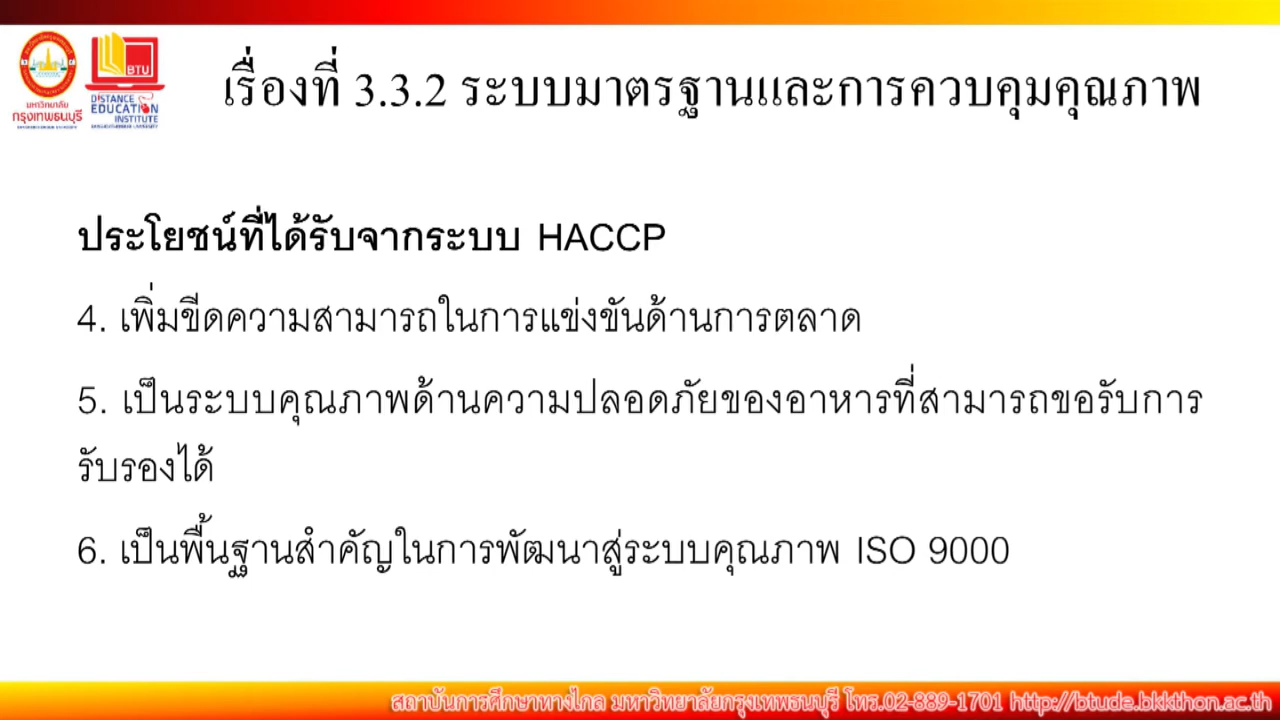 เรื่องที่ 3.3.2 ระบบมาตรฐานและการควบคุมคุณภาพ
มหาวิทยาลัย
กรุงเทพธนบุรี
BTU
DISTANCE
EDUCATION
INSTITUTE
ประโยชน์ที่ได้รับจากระบบ HACCP
4. เพิ่มขีดความสามารถในการแข่งขันด้านการตลาด
5. เป็นระบบคุณภาพด้านความปลอดภัยของอาหารที่สามารถขอรับการ
รับรองได้
6. เป็นพื้นฐานสำคัญในการพัฒนาสู่ระบบคุณภาพ ISO 9000
สถาบันการศึกษาทางไกล มหาวิทยาลัยกรุงเทพธนบุรี โทร.02-889-1701 http://btude.bkkthon.ac.th